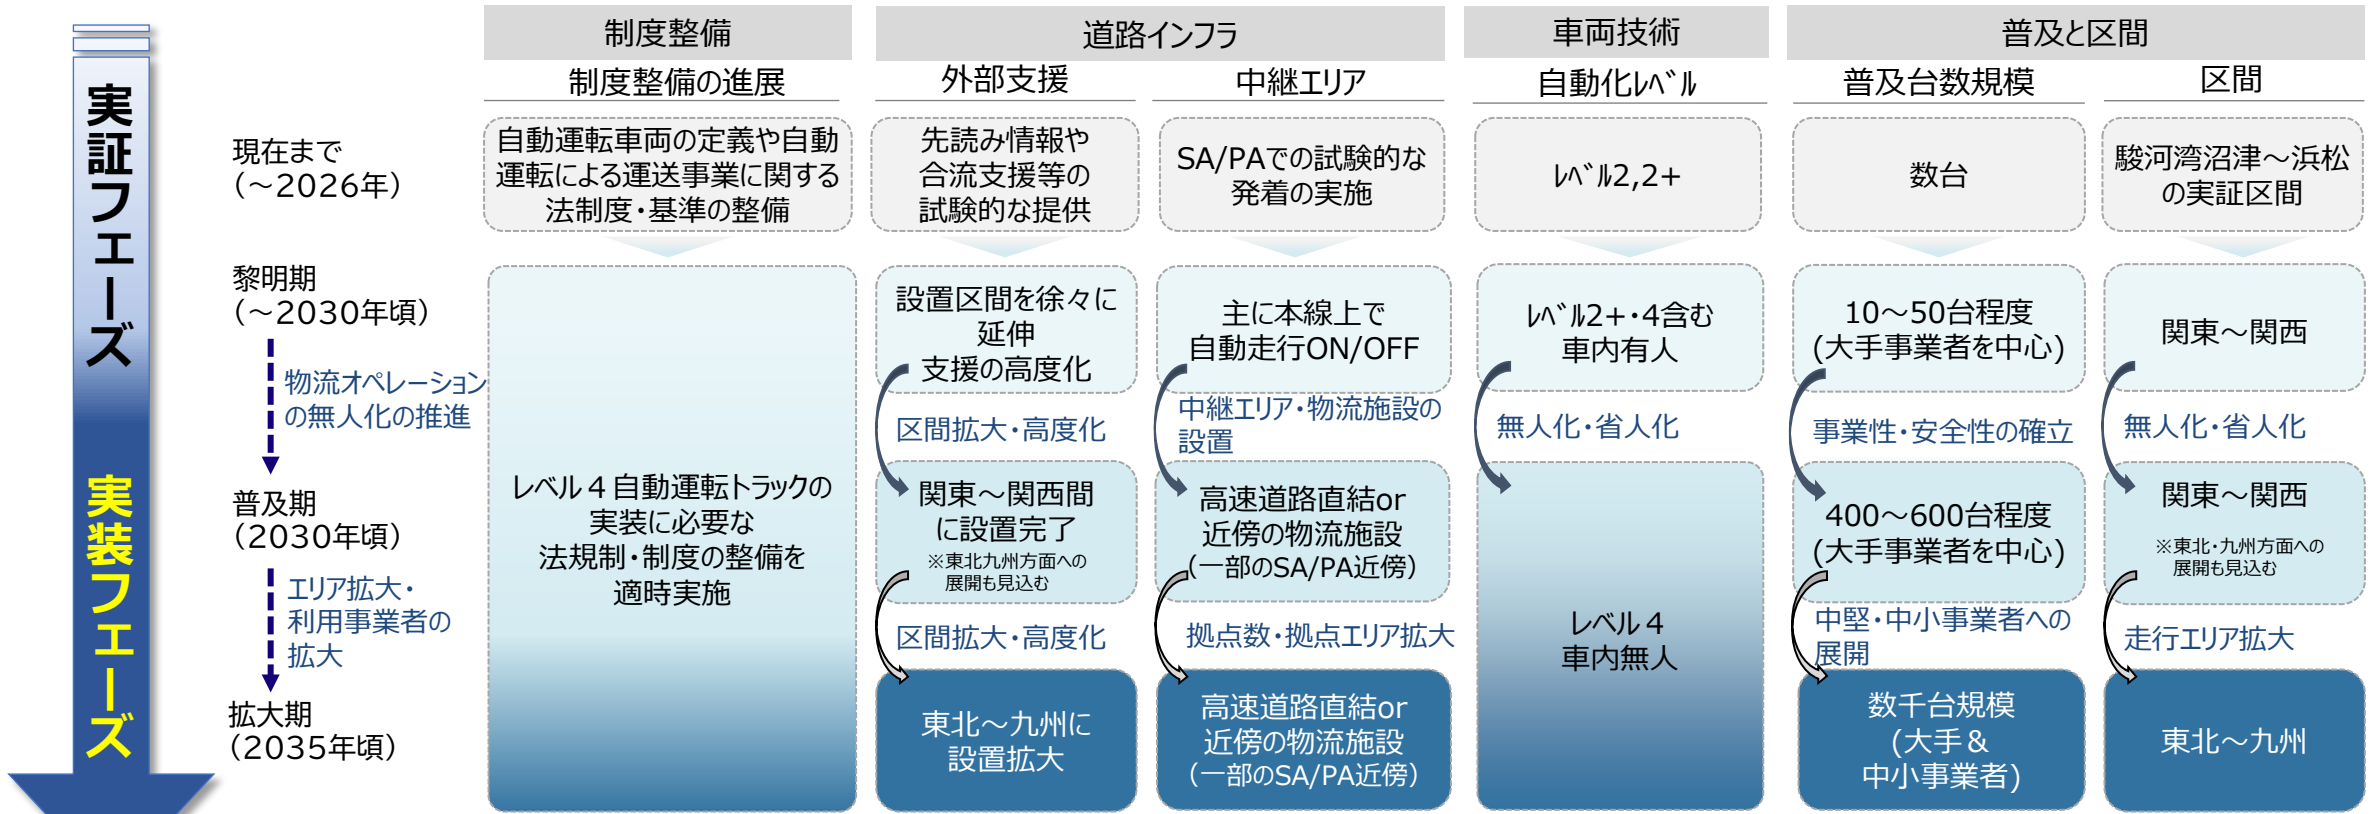 実証フェーズ
実装フェーズ
制度整備
道路インフラ
車両技術
普及と区間
制度整備の進展
外部支援
中継エリア
自動化ﾚﾍﾞﾙ
普及台数規模
区間
現在まで
（～2026年）
自動運転車両の定義や自動
運転による運送事業に関する
法制度・基準の整備
先読み情報や
合流支援等の
試験的な提供
SA/PAでの試験的な
発着の実施
ﾚﾍﾞﾙ2,2+
数台
駿河湾沼津～浜松
の実証区間
黎明期
（～2030年頃）
物流オペレーション
の無人化の推進
レベル４自動運転トラックの
実装に必要な
法規制・制度の整備を
適時実施
設置区間を徐々に
延伸
支援の高度化
主に本線上で
自動走行ON/OFF
ﾚﾍﾞﾙ2+・4含む
車内有人
10～50台程度
(大手事業者を中心)
関東～関西
区間拡大・高度化
中継エリア・物流施設の
設置
無人化・省人化
事業性・安全性の確立
無人化・省人化
普及期
（2030年頃）
エリア拡大・
利用事業者の
拡大
関東～関西間
に設置完了
※東北九州方面への
展開も見込む
高速道路直結or
近傍の物流施設
（一部のSA/PA近傍）
レベル４
車内無人
400～600台程度
(大手事業者を中心)
関東～関西
※東北・九州方面への
展開も見込む
区間拡大・高度化
拠点数・拠点エリア拡大
中堅・中小事業者への
展開
走行エリア拡大
拡大期
（2035年頃）
東北～九州に
設置拡大
高速道路直結or
近傍の物流施設
（一部のSA/PA近傍）
数千台規模
(大手＆
中小事業者)
東北～九州